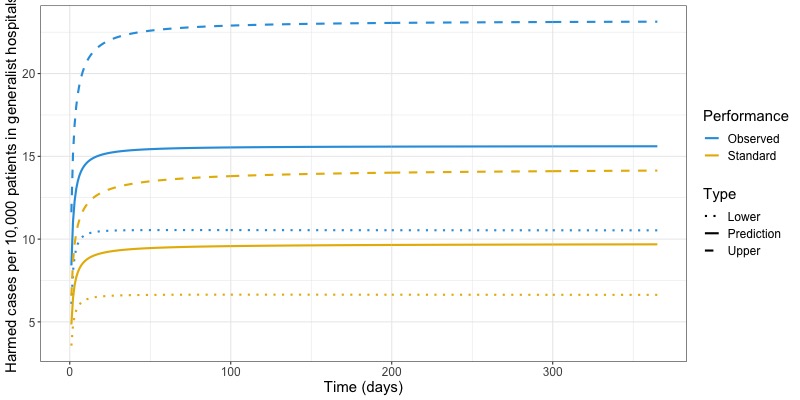 Harmed cases per 10,000 patients in generalist hospitals
20
15
10
5
0
100
200
300
Time (days)
Performance
Observed
Standard
Type
Lower
Prediction
Upper